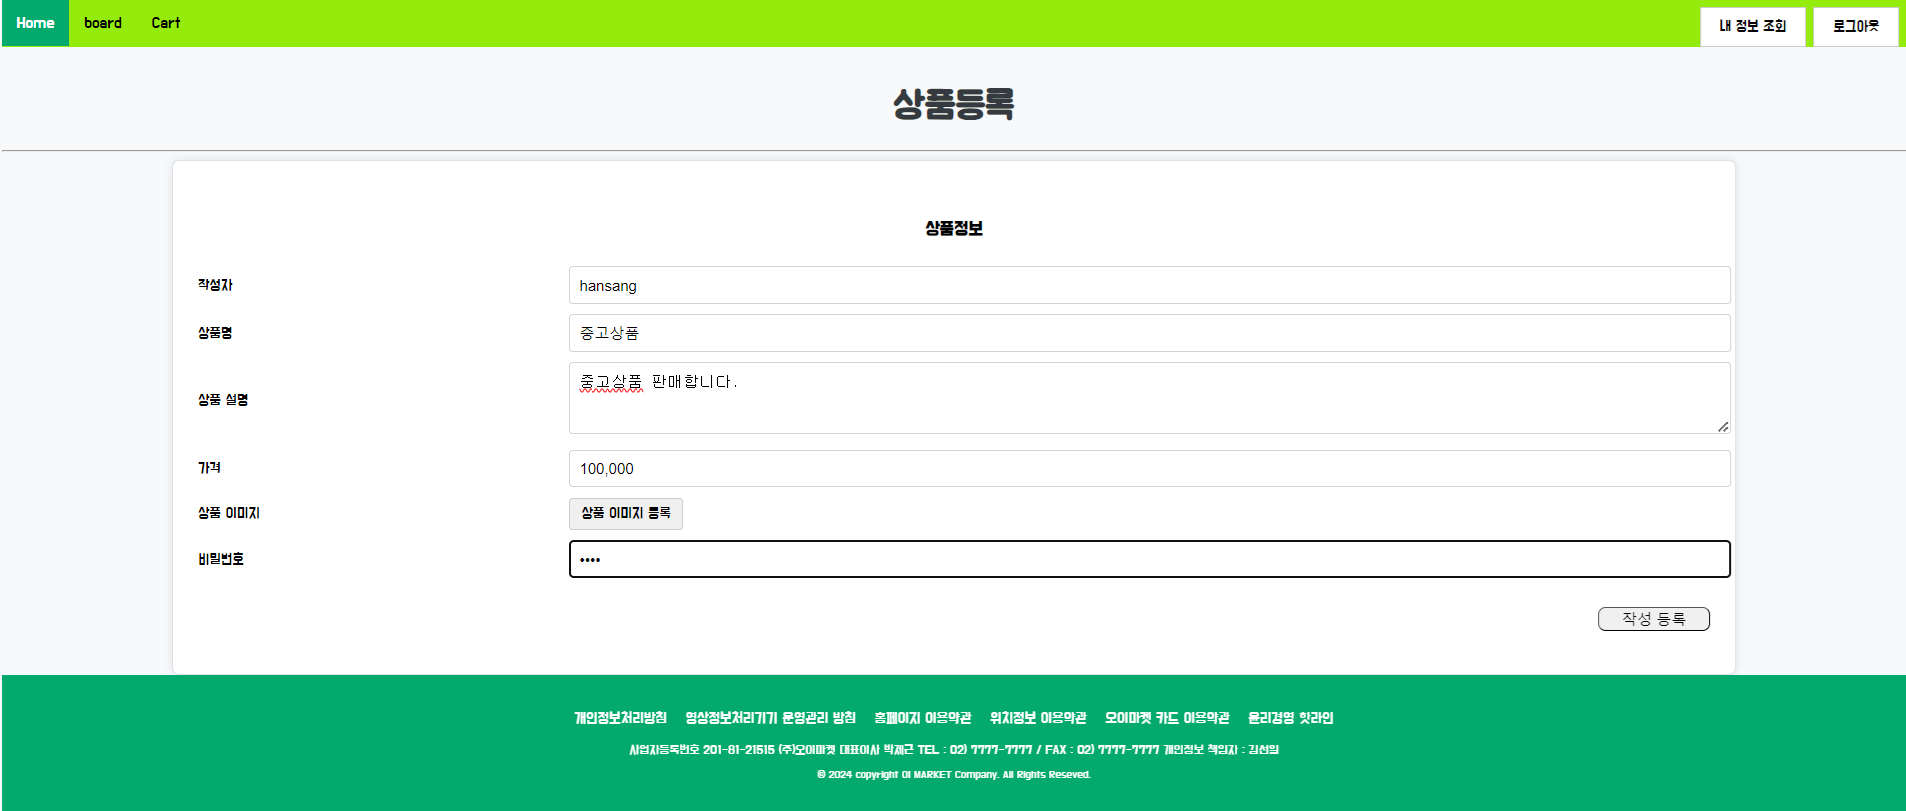 Home board Cart 내 정보 조회 로그아웃
상품등록
상품정보
작성자 hansang
상품명 중고상품
상품 설명 중고상품 판매합니다.
가격 100,000
상품 이미지 상품 이미지 등록
비밀번호 ••••
작성 등록
개인정보처리방침 영상정보처리기기 운영관리 방침 홈페이지 이용약관 위치정보 이용약관 오이마켓 카드 이용약관 윤리경영 핫라인
사업자등록번호 201-81-21515 (주)오이마켓 대표이사 박제근 TEL : 02) 7777-7777 / FAX : 02) 7777-7777 개인정보 책임자 : 김선일
© 2024 copyright OI MARKET Company. All Rights Reseved.